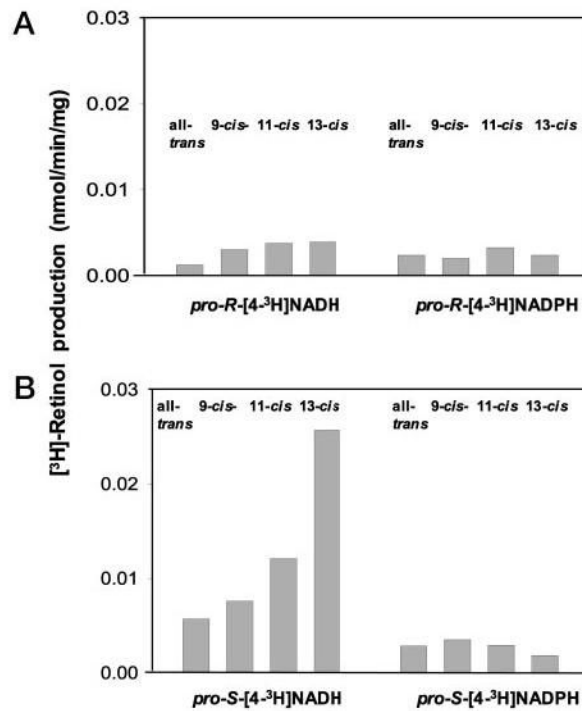 A
[³H]-Retinol production (nmol/min/mg)
0.03
0.02
0.01
0.00
all- 9-cis- 11-cis 13-cis
trans
all- 9-cis- 11-cis 13-cis
trans
pro-R-[4-³H]NADH
pro-R-[4-³H]NADPH
B
0.03
0.02
0.01
0.00
all- 9-cis- 11-cis 13-cis
trans
all- 9-cis- 11-cis 13-cis
trans
pro-S-[4-³H]NADH
pro-S-[4-³H]NADPH